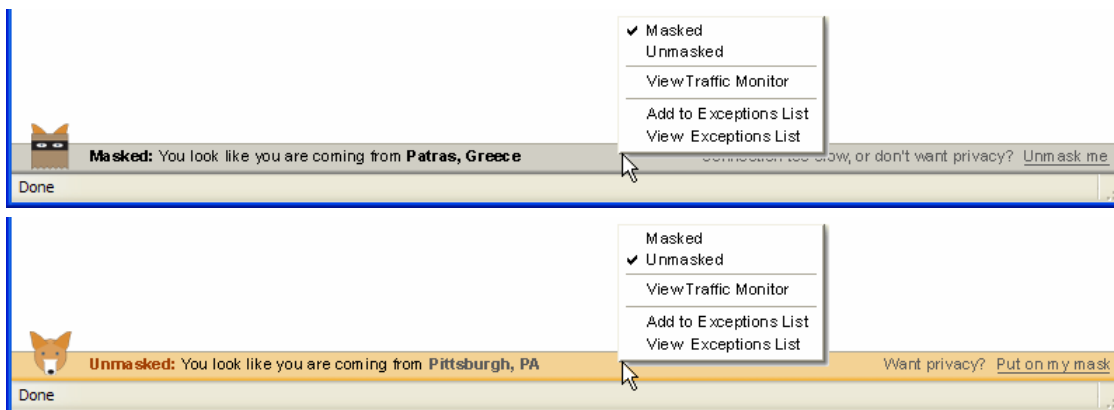 Masked
Unmasked
View Traffic Monitor
Add to Exceptions List
View Exceptions List
Masked: You look like you are coming from Patras, Greece
Connection too slow, or don't want privacy? Unmask me
Done
Masked
Unmasked
View Traffic Monitor
Add to Exceptions List
View Exceptions List
Unmasked: You look like you are coming from Pittsburgh, PA
Want privacy? Put on my mask
Done